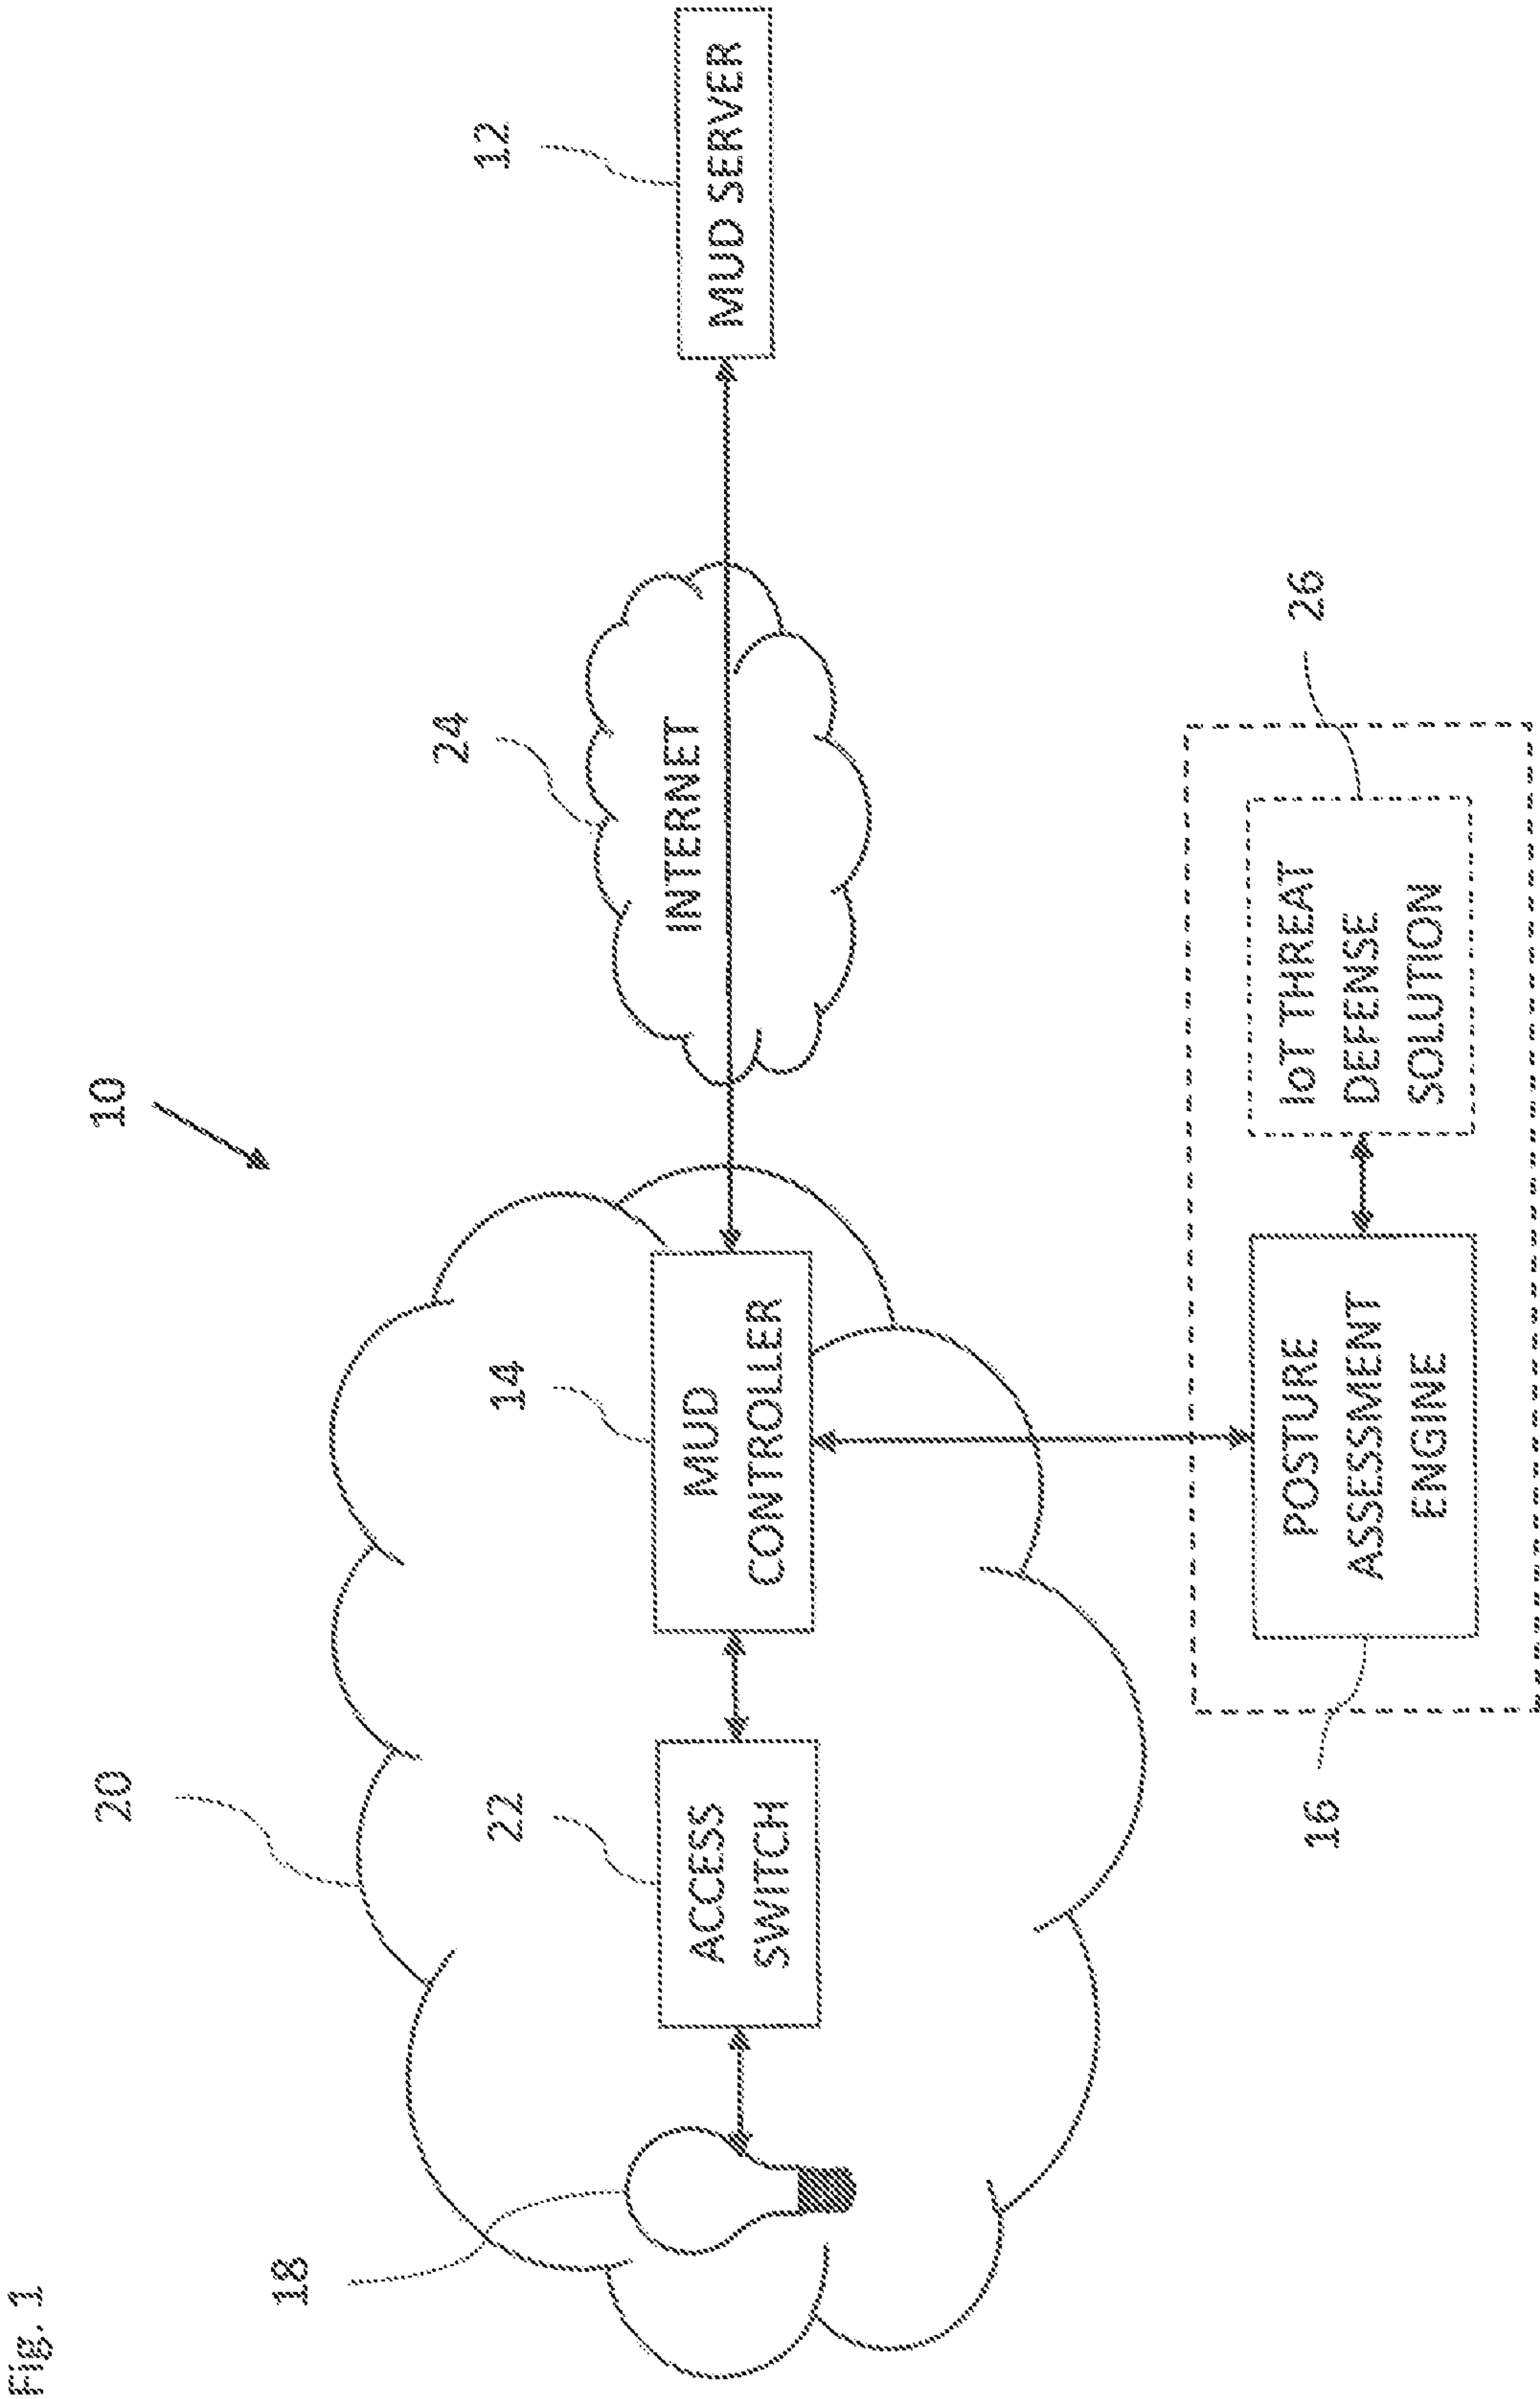 Fig. 1
10
20
18
22
ACCESS
SWITCH
14
MUD
CONTROLLER
24
INTERNET
12
MUD SERVER
16
POSTURE
ASSESSMENT
ENGINE
IoT THREAT
DEFENSE
SOLUTION
26